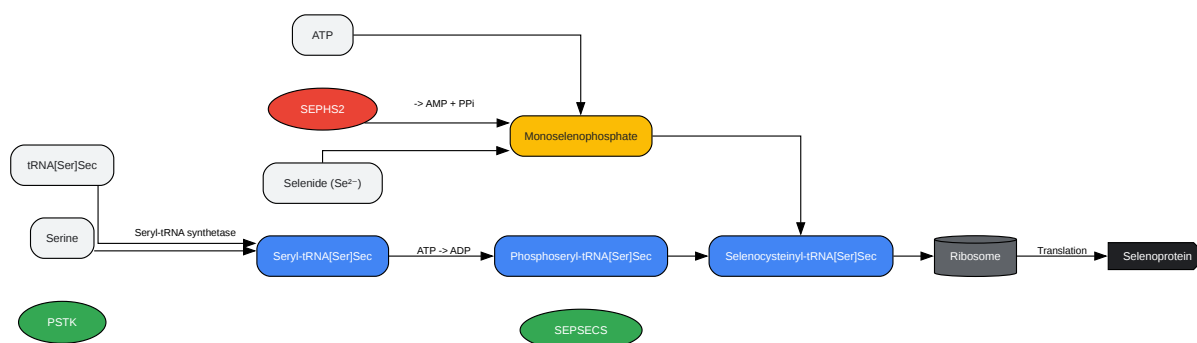 ATP
SEPHS2
-> AMP + PPi
Monoselenophosphate
tRNA[Ser]Sec
Selenide (Se²⁻)
Serine
Seryl-tRNA synthetase
Seryl-tRNA[Ser]Sec
ATP -> ADP
Phosphoseryl-tRNA[Ser]Sec
Selenocysteinyl-tRNA[Ser]Sec
Ribosome
Translation
Selenoprotein
PSTK
SEPSECS